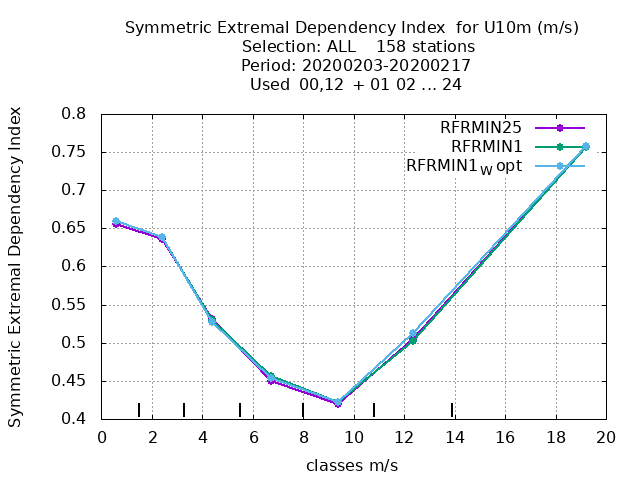 Symmetric Extremal Dependency Index for U10m (m/s)
Selection: ALL 158 stations
Period: 20200203-20200217
Used 00,12 + 01 02 ... 24
Symmetric Extremal Dependency Index
0.8
0.75
0.7
0.65
0.6
0.55
0.5
0.45
0.4
RFRMIN25
RFRMIN1
RFRMIN1w opt
0 2 4 6 8 10 12 14 16 18 20
classes m/s